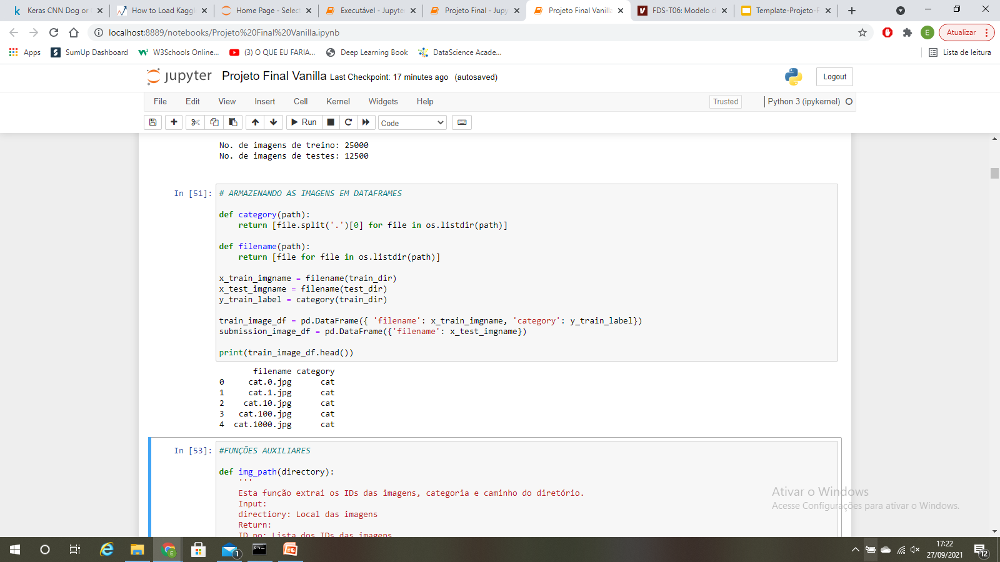 Keras CNN Dog or
How to Load Kaggl
Home Page - Select
Executável - Jupyte
Projeto Final - Jupy
Projeto Final Vanilla
FDS-T06: Modelo d
Template-Projeto-F
localhost:8889/notebooks/Projeto%20Final%20Vanilla.ipynb
E
Atualizar
Apps
SumUp Dashboard
W3Schools Online...
(3) O QUE EU FARIA...
Deep Learning Book
DataScience Acade...
Lista de leitura
jupyter Projeto Final Vanilla Last Checkpoint: 17 minutes ago (autosaved)
Logout
File Edit View Insert Cell Kernel Widgets Help
Trusted
Python 3 (ipykernel)
Run
Code
No. de imagens de treino: 25000
No. de imagens de testes: 12500
In [51]:
# ARMAZENANDO AS IMAGENS EM DATAFRAMES
def category(path):
return [file.split('.')[0] for file in os.listdir(path)]
def filename(path):
return [file for file in os.listdir(path)]
x_train_imgname = filename(train_dir)
x_test_imgname = filename(test_dir)
y_train_label = category(train_dir)
train_image_df = pd.DataFrame({ 'filename': x_train_imgname, 'category': y_train_label})
submission_image_df = pd.DataFrame({'filename': x_test_imgname})
print(train_image_df.head())
filename category
0 cat.0.jpg cat
1 cat.1.jpg cat
2 cat.10.jpg cat
3 cat.100.jpg cat
4 cat.1000.jpg cat
In [53]:
#FUNÇÕES AUXILIARES
def img_path(directory):
'''
Esta função extrai os IDs das imagens, categoria e caminho do diretório.
Input:
directiory: Local das imagens
Return:
ID_no: Lista dos IDs das imagens
Ativar o Windows
Acesse Configurações para ativar o Windows.
1
17:22
27/09/2021
12